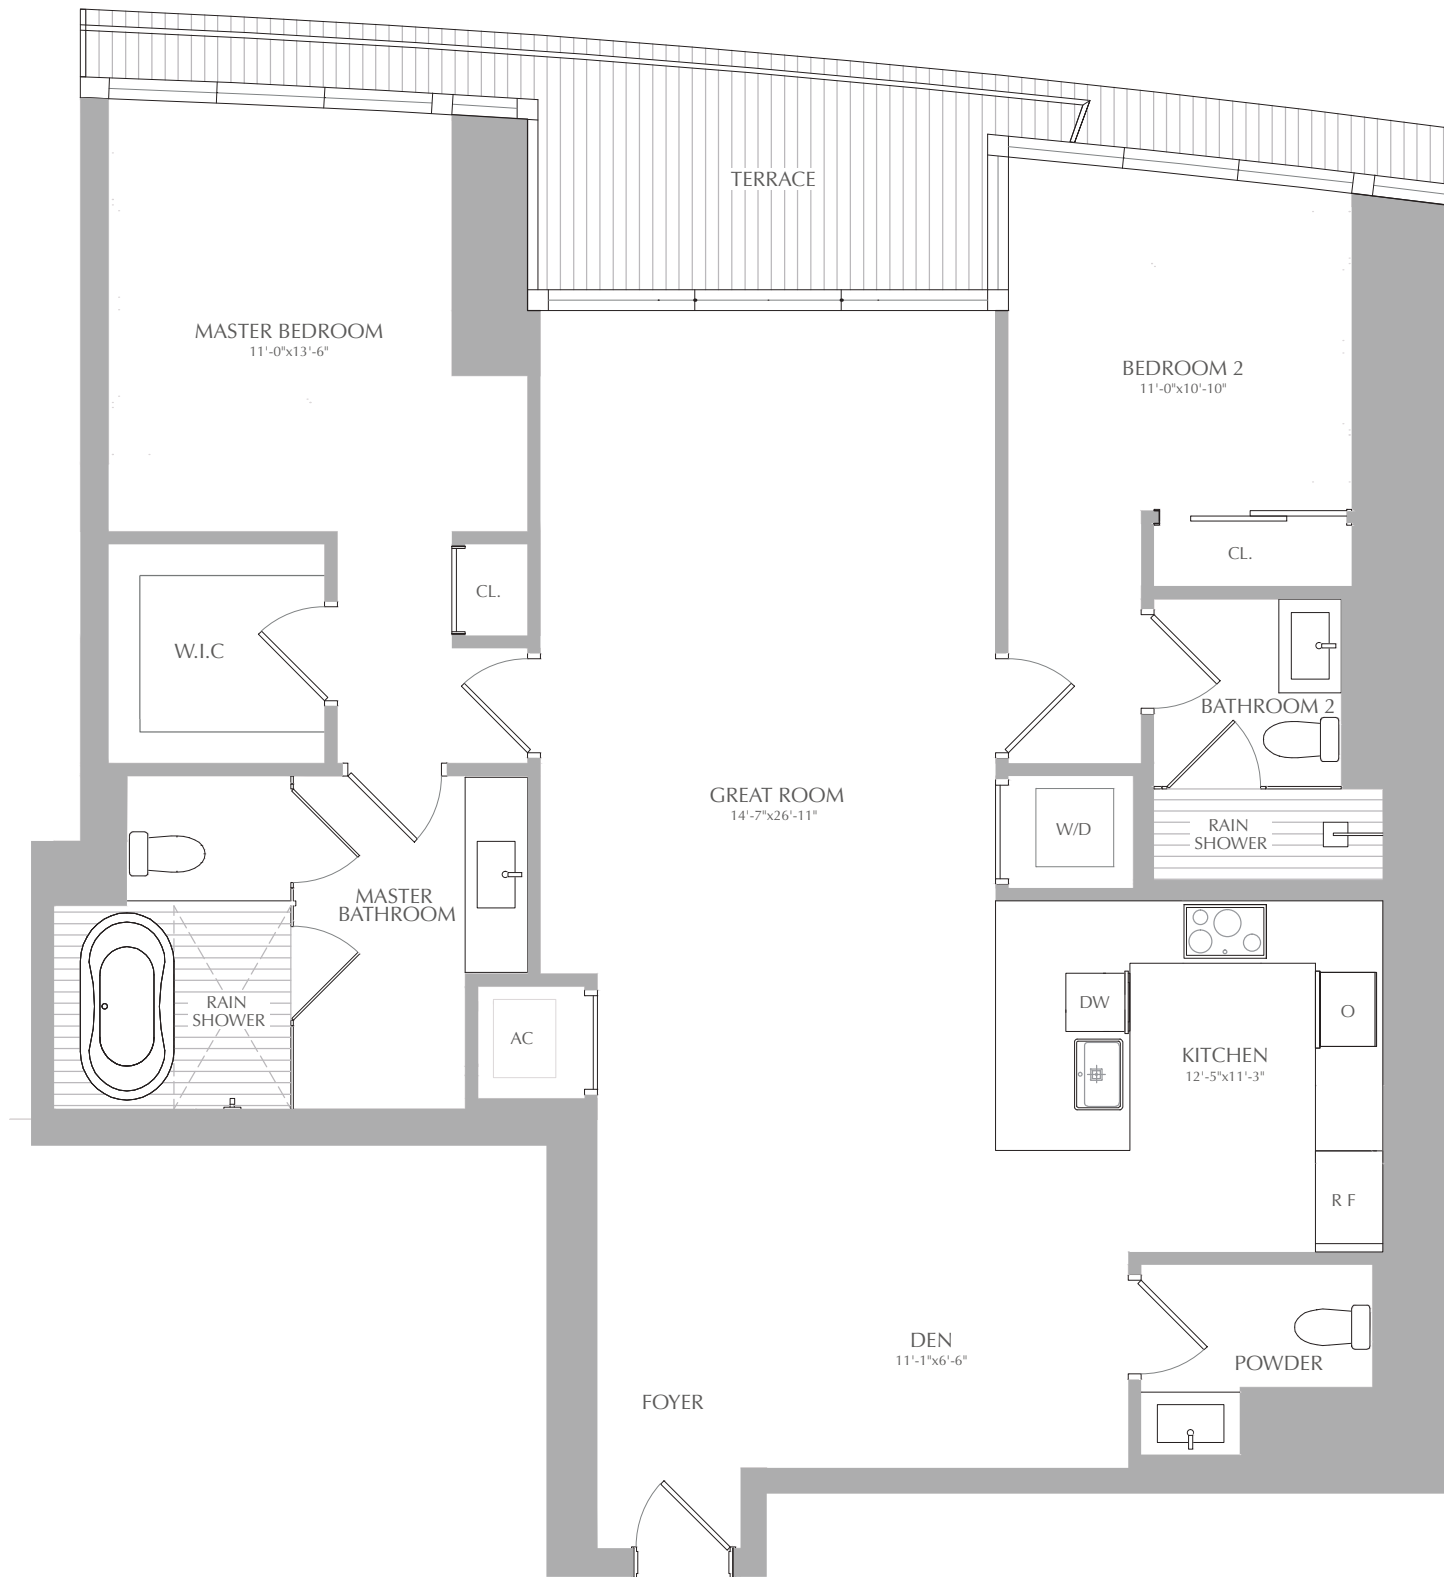 TERRACE
MASTER BEDROOM
11'-0"x13'-6"
BEDROOM 2
11'-0"x10'-10"
CL.
CL.
W.I.C
BATHROOM 2
GREAT ROOM
14'-7"x26'-11"
W/D
RAIN
SHOWER
MASTER
BATHROOM
RAIN
SHOWER
AC
DW
O
KITCHEN
12'-5"x11'-3"
R F
DEN
11'-1"x6'-6"
POWDER
FOYER